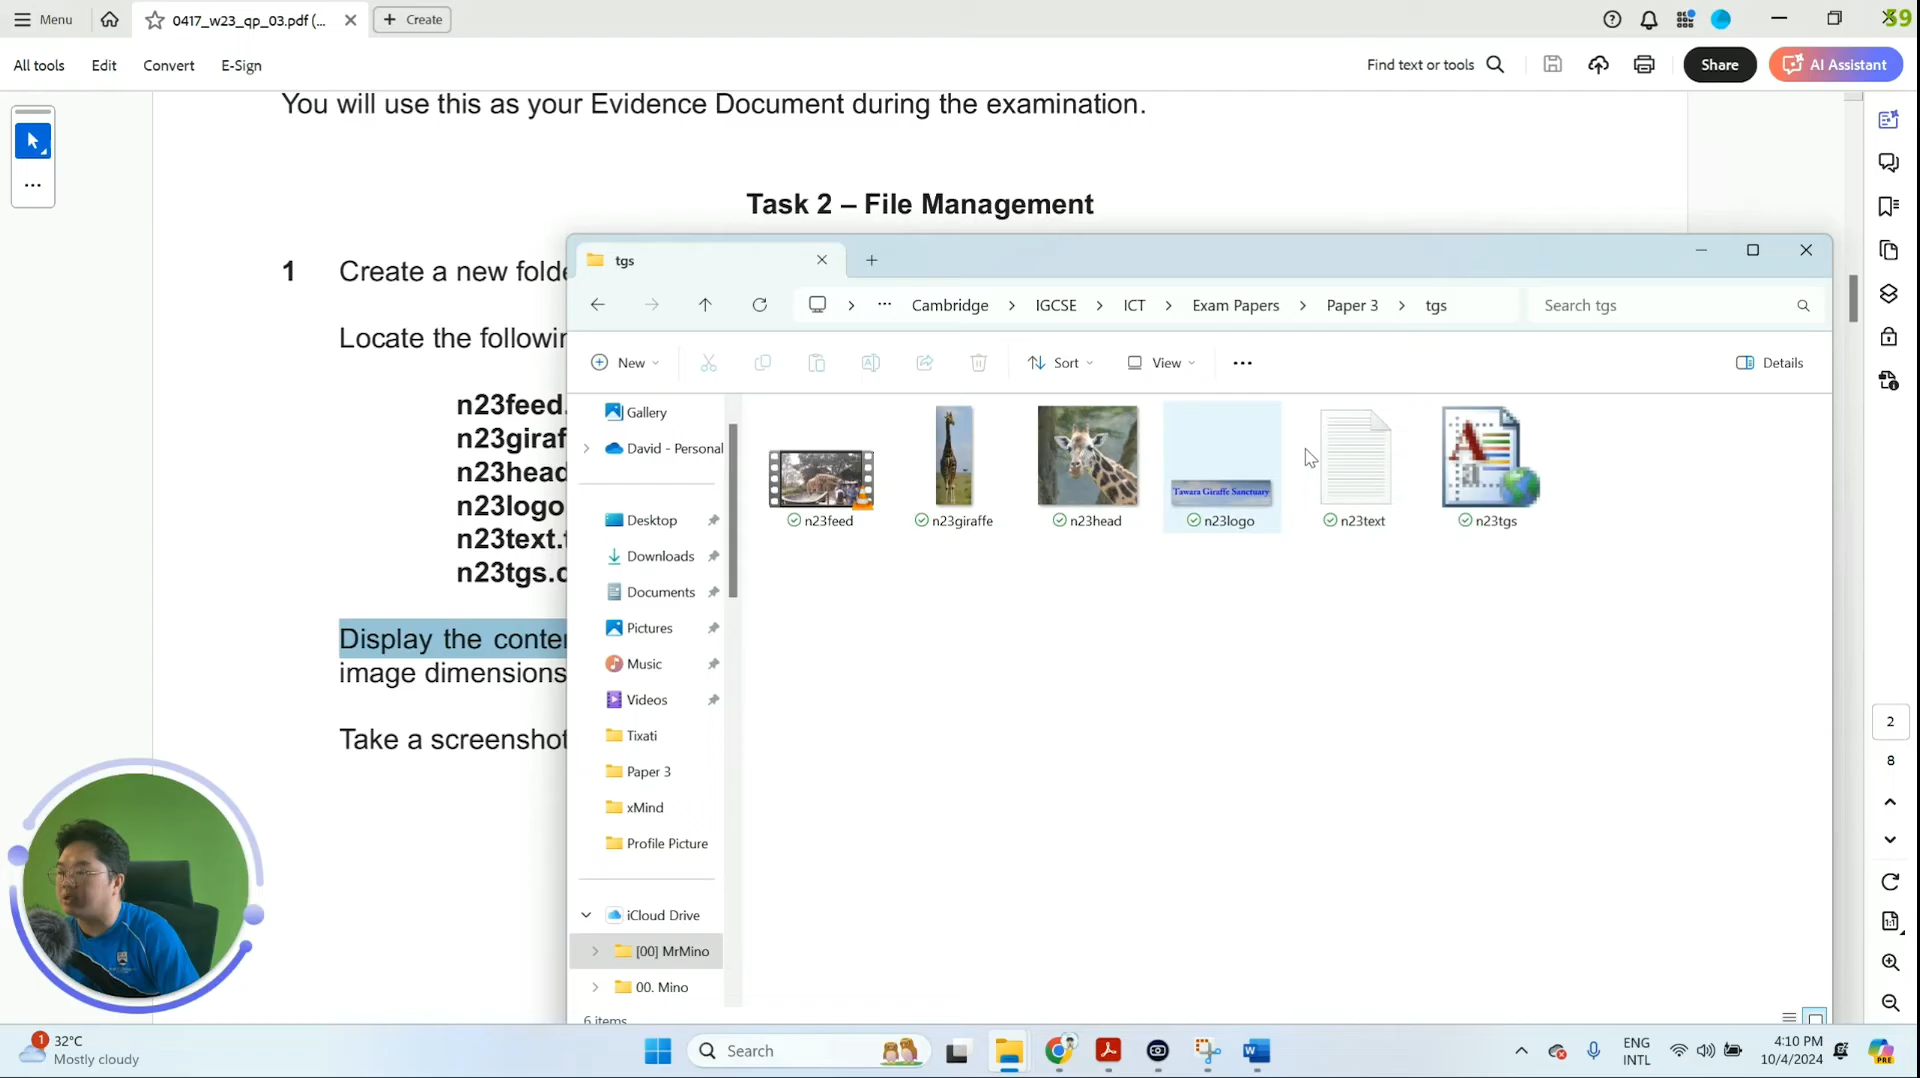 Menu
0417_w23_qp_03.pdf (...
Create
59
All tools
Edit
Convert
E-Sign
Find text or tools
Share
AI Assistant
You will use this as your Evidence Document during the examination.
Task 2 – File Management
1 Create a new folde
Locate the followin
n23feed.
n23giraf
n23head
n23logo
n23text.t
n23tgs.c
Display the conten
image dimensions
Take a screenshot
tgs
Cambridge > IGCSE > ICT > Exam Papers > Paper 3 > tgs
Search tgs
New
Sort
View
Details
Gallery
David - Personal
Desktop
Downloads
Documents
Pictures
Music
Videos
Tixati
Paper 3
xMind
Profile Picture
iCloud Drive
[00] MrMino
00. Mino
Tawara Giraffe Sanctuary
n23feed
n23giraffe
n23head
n23logo
n23text
n23tgs
6 items
2
8
1
32°C
Mostly cloudy
Search
ENG
INTL
4:10 PM
10/4/2024
PRE